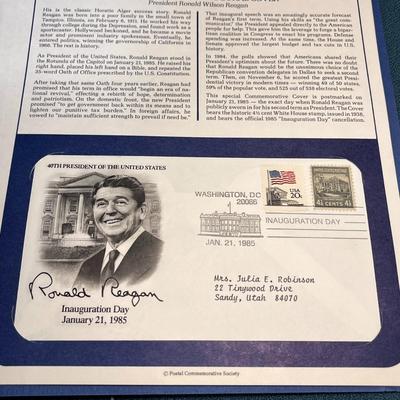 President Ronald Wilson Reagan
His is the classic Horatio Alger success story. Ronald
Reagan was born into a poor family in the small town of
Tampico, Illinois, on February 6, 1911. He worked his way
through college during the Depression, then became a radio
sportscaster. Hollywood beckoned, and he became a movie
actor and prominent industry spokesman. Eventually, he
entered politics, winning the governorship of California in
1966. The rest is history.
As President of the United States, Ronald Reagan stood in
the Rotunda of the Capitol on January 21, 1985. He raised his
right hand, placed his left hand on a Bible, and repeated the
35-word Oath of Office prescribed by the U.S. Constitution.
After taking that same Oath four years earlier, Reagan had
promised that his term in office would "begin an era of na-
tional revival," reflecting a rebirth of hope, determination
and patriotism. On the domestic front, the new President
promised "to get government back within its means and to
lighten our punitive tax burden." In foreign affairs, he
vowed to "maintain sufficient strength to prevail if need be."
That inaugural speech was an amazingly accurate forecast
of Reagan's first term. Using his skills as "the great com-
municator," the President appealed directly to the American
people for help. This gave him the leverage to forge a bipar-
tisan coalition in Congress to enact his programs. Defense
spending was increased. At the same time, the House and
Senate approved the largest budget and tax cuts in U.S.
history.
In 1984, the polls showed that Americans shared their
President's optimism about the future. There was no doubt
that Ronald Reagan would be the unanimous choice of the
Republican convention delegates in Dallas to seek a second
term. Then, on November 6, he scored the greatest Presi-
dential victory in modern times — winning 49 of 50 states,
59% of the popular vote, and 525 of 538 electoral votes.
This special Commemorative Cover is postmarked on
January 21, 1985 — the exact day when Ronald Reagan was
publicly sworn in for his second term as President. The Cover
bears the historic 4½ cent White House stamp, issued in 1938,
and bears the official 1985 "Inauguration Day" cancellation.
40TH PRESIDENT OF THE UNITED STATES
Ronald Reagan
Inauguration Day
January 21, 1985
WASHINGTON, DC
20066
JAN. 21, 1985
INAUGURATION DAY
USA
20c
4½ CENTS 4½
Mrs. Julia E. Robinson
22 Tinywood Drive
Sandy, Utah 84070
© Postal Commemorative Society